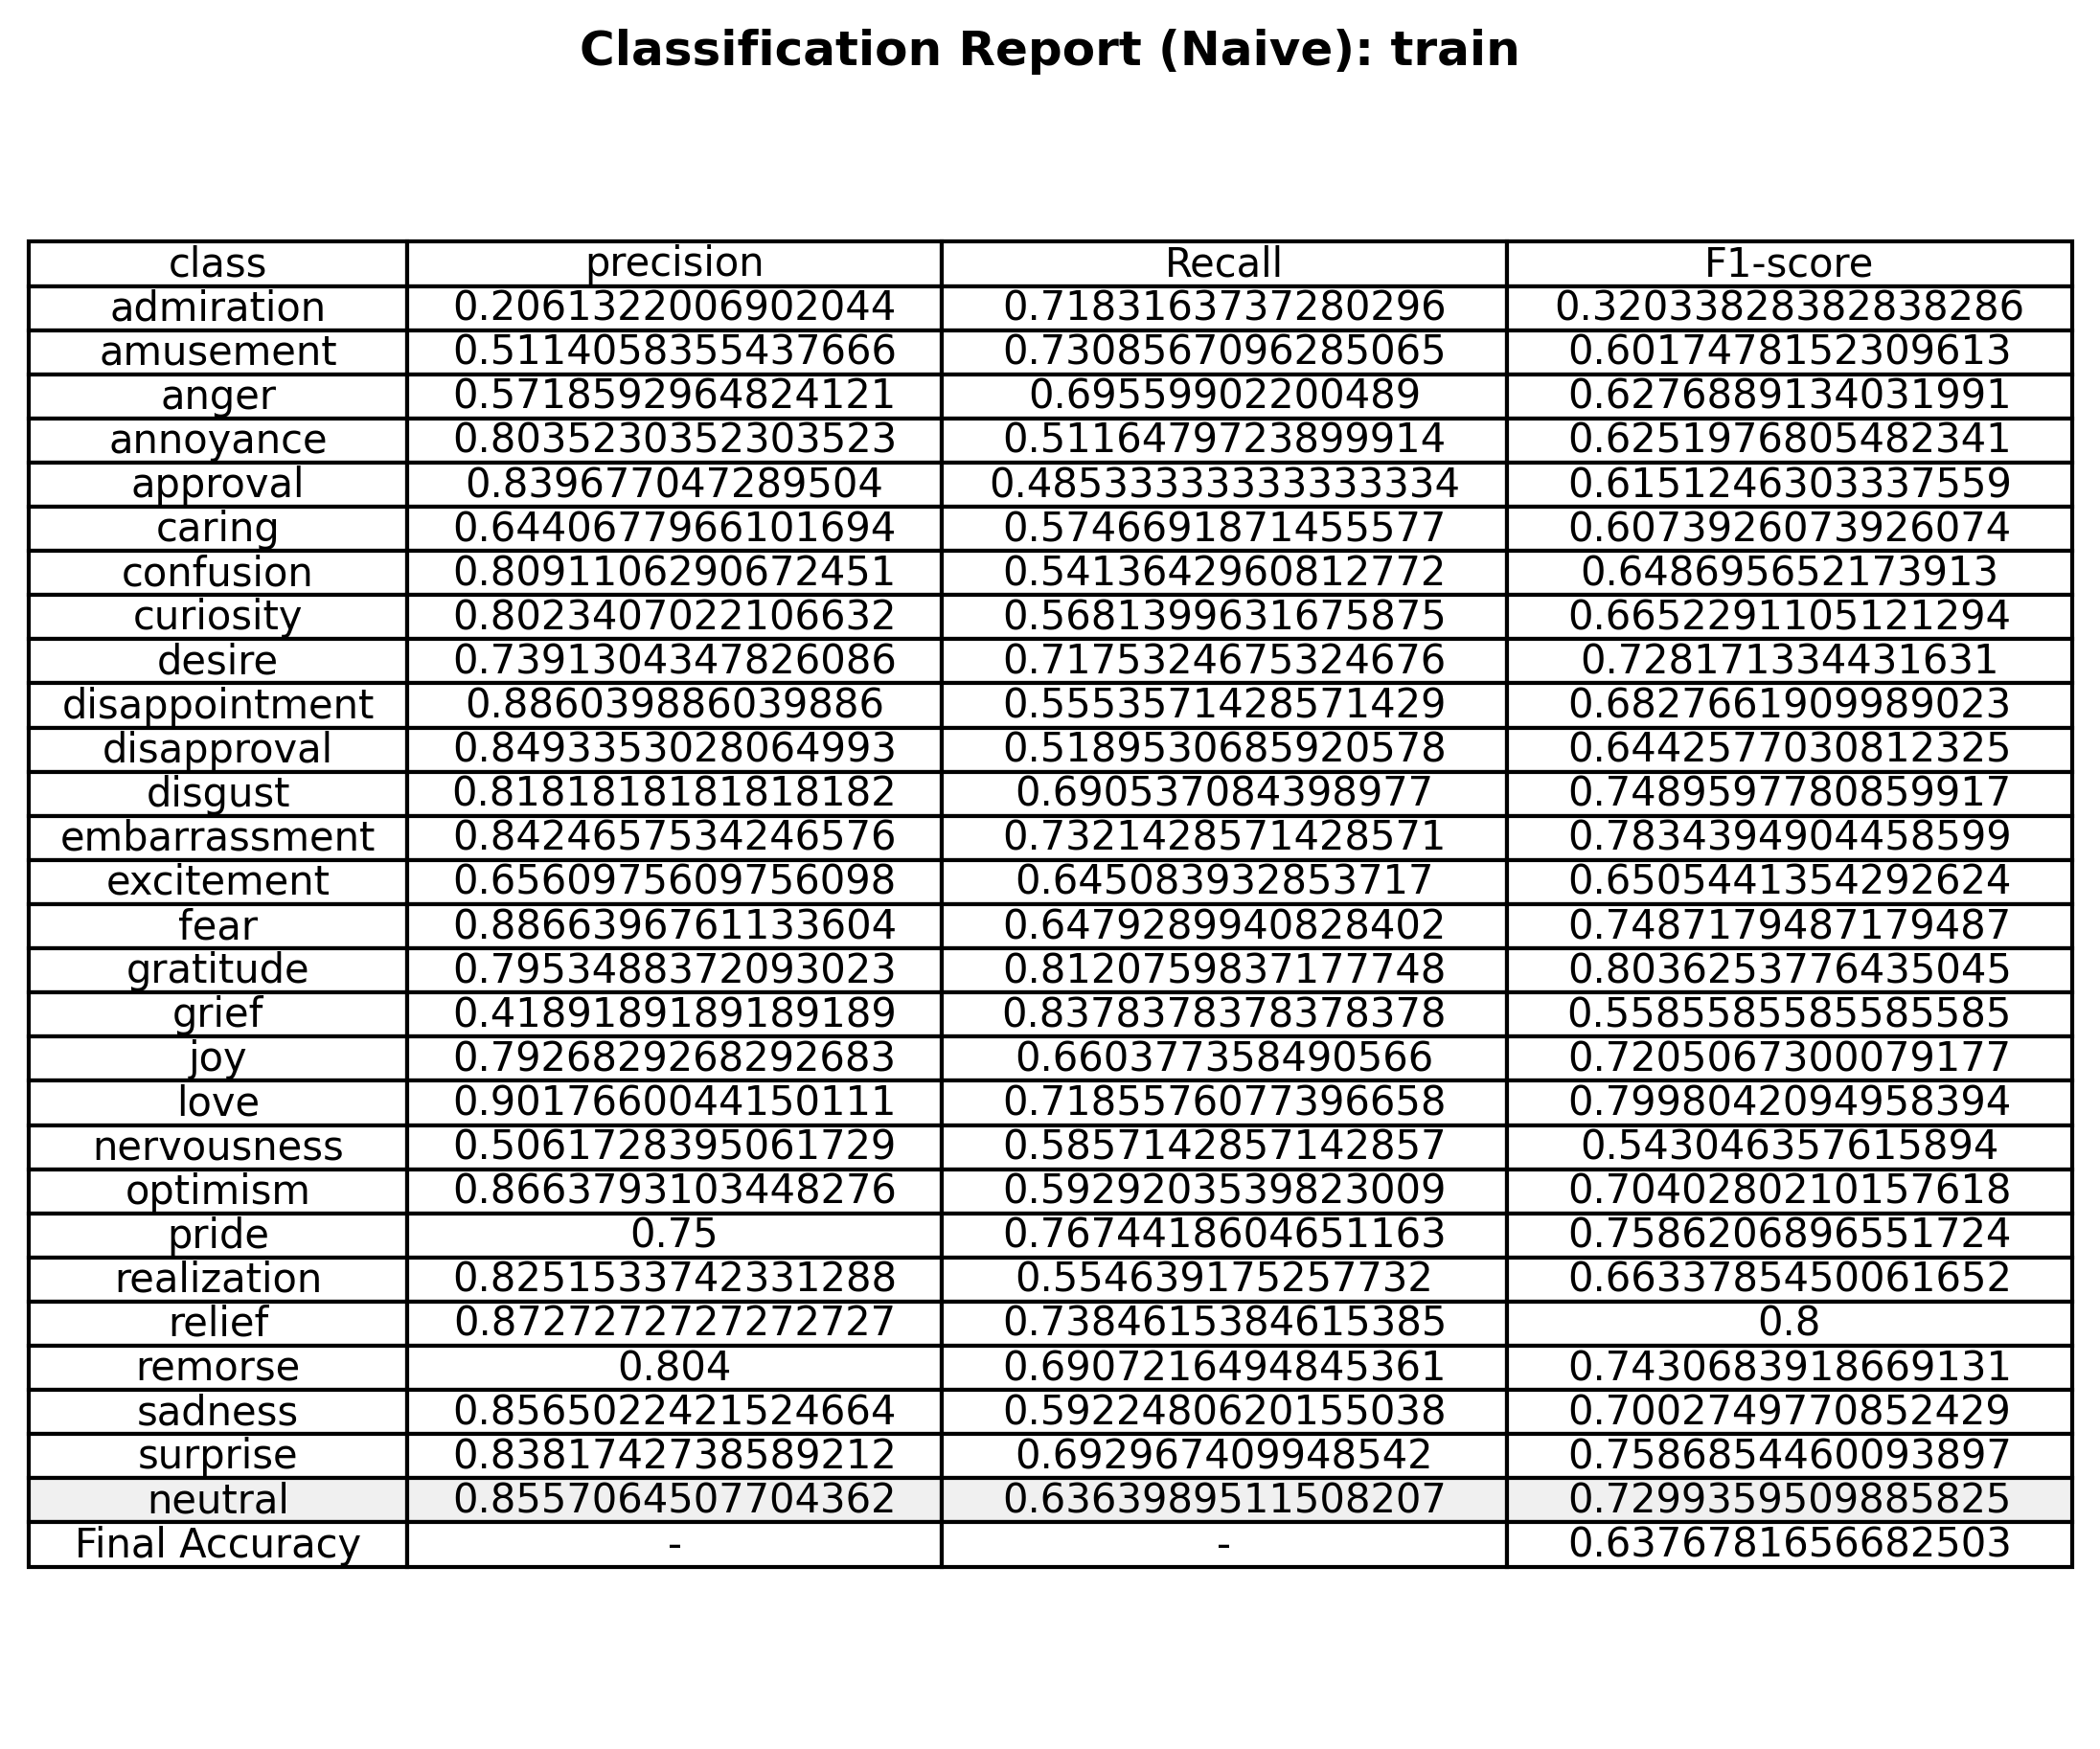 Classification Report (Naive): train
class precision Recall F1-score
admiration 0.2061322006902044 0.7183163737280296 0.32033828382838286
amusement 0.5114058355437666 0.7308567096285065 0.6017478152309613
anger 0.5718592964824121 0.69559902200489 0.6276889134031991
annoyance 0.8035230352303523 0.5116479723899914 0.6251976805482341
approval 0.839677047289504 0.48533333333333334 0.6151246303337559
caring 0.6440677966101694 0.5746691871455577 0.6073926073926074
confusion 0.8091106290672451 0.5413642960812772 0.648695652173913
curiosity 0.8023407022106632 0.5681399631675875 0.6652291105121294
desire 0.7391304347826086 0.7175324675324676 0.728171334431631
disappointment 0.886039886039886 0.5553571428571429 0.6827661909989023
disapproval 0.8493353028064993 0.5189530685920578 0.6442577030812325
disgust 0.8181818181818182 0.690537084398977 0.7489597780859917
embarrassment 0.8424657534246576 0.7321428571428571 0.7834394904458599
excitement 0.6560975609756098 0.645083932853717 0.6505441354292624
fear 0.8866396761133604 0.6479289940828402 0.7487179487179487
gratitude 0.7953488372093023 0.8120759837177748 0.8036253776435045
grief 0.4189189189189189 0.8378378378378378 0.5585585585585585
joy 0.7926829268292683 0.660377358490566 0.7205067300079177
love 0.9017660044150111 0.7185576077396658 0.7998042094958394
nervousness 0.5061728395061729 0.5857142857142857 0.543046357615894
optimism 0.8663793103448276 0.5929203539823009 0.7040280210157618
pride 0.75 0.7674418604651163 0.7586206896551724
realization 0.8251533742331288 0.554639175257732 0.6633785450061652
relief 0.8727272727272727 0.7384615384615385 0.8
remorse 0.804 0.6907216494845361 0.7430683918669131
sadness 0.8565022421524664 0.5922480620155038 0.7002749770852429
surprise 0.8381742738589212 0.692967409948542 0.7586854460093897
neutral 0.8557064507704362 0.6363989511508207 0.7299359509885825
Final Accuracy - - 0.6376781656682503